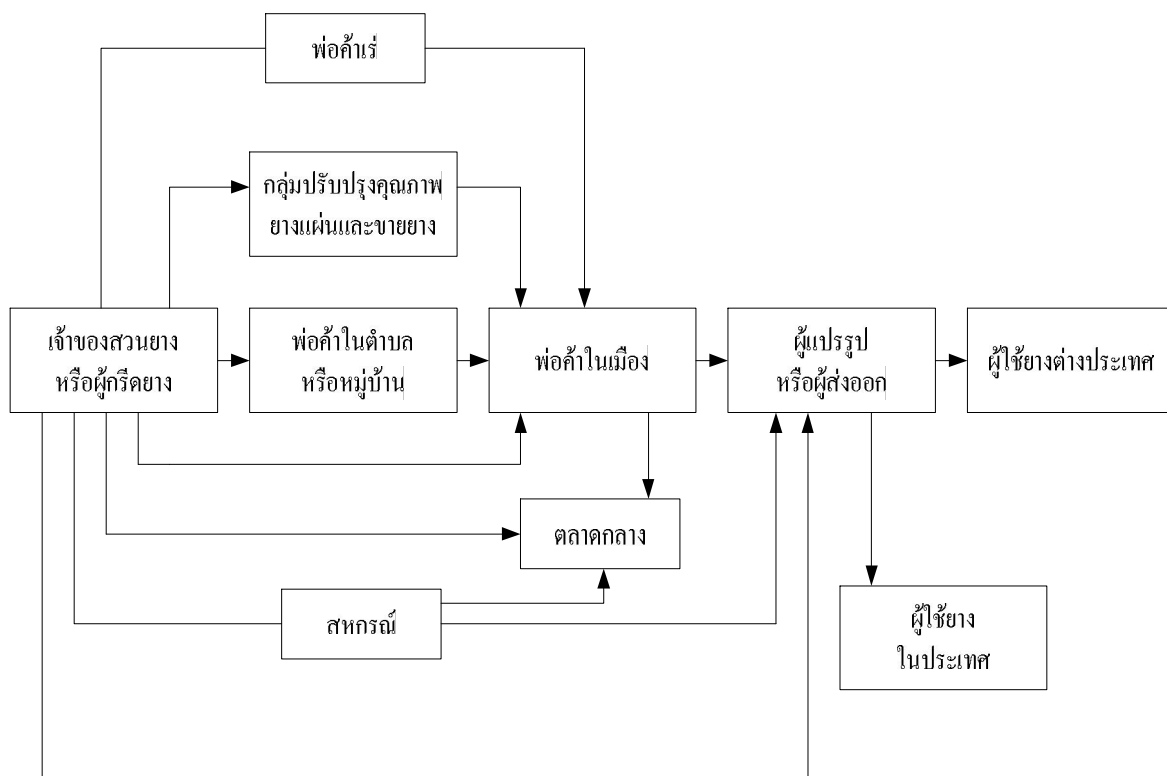 พ่อค้าเร่
กลุ่มปรับปรุงคุณภาพ
ยางแผ่นและขายยาง
เจ้าของสวนยาง
หรือผู้กรีดยาง
พ่อค้าในตำบล
หรือหมู่บ้าน
พ่อค้าในเมือง
ผู้แปรรูป
หรือผู้ส่งออก
ผู้ใช้ยางต่างประเทศ
ตลาดกลาง
สหกรณ์
ผู้ใช้ยาง
ในประเทศ